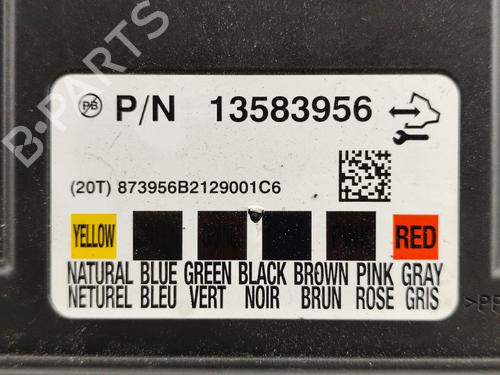 PB P/N 13583956
(20T) 873956B2129001C6
YELLOW RED
NATURAL BLUE GREEN BLACK BROWN PINK GRAY
NETUREL BLEU VERT NOIR BRUN ROSE GRIS
B-PARTS